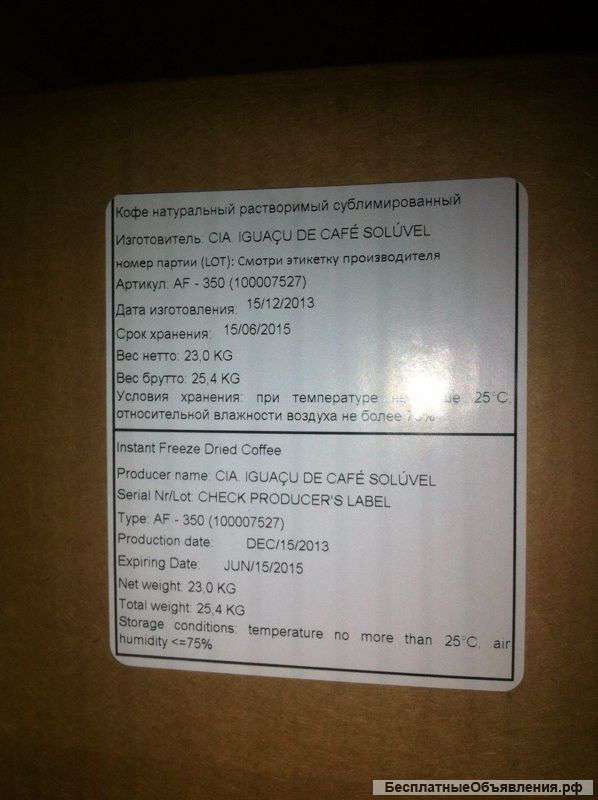 Кофе натуральный растворимый сублимированный
Изготовитель: CIA. IGUAÇU DE CAFÉ SOLÚVEL
номер партии (LOT): Смотри этикетку производителя
Артикул: AF - 350 (100007527)
Дата изготовления: 15/12/2013
Срок хранения: 15/06/2015
Вес нетто: 23,0 KG
Вес брутто: 25,4 KG
Условия хранения: при температуре не 25°C,
относительной влажности воздуха не более
Instant Freeze Dried Coffee
Producer name: CIA. IGUAÇU DE CAFÉ SOLÚVEL
Serial Nr/Lot: CHECK PRODUCER'S LABEL
Type: AF - 350 (100007527)
Production date: DEC/15/2013
Expiring Date: JUN/15/2015
Net weight: 23,0 KG
Total weight: 25,4 KG
Storage conditions: temperature no more than 25°C, air
humidity <=75%
БесплатныеОбъявления.рф